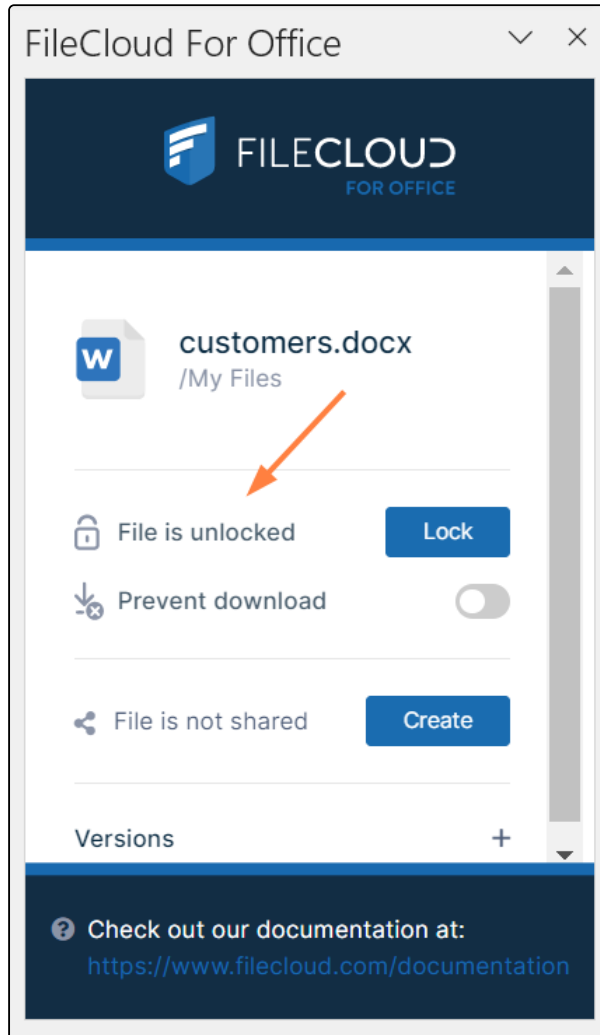 FileCloud For Office
FILECLOUD
FOR OFFICE
W
customers.docx
/My Files
File is unlocked
Lock
Prevent download
File is not shared
Create
Versions
Check out our documentation at:
https://www.filecloud.com/documentation